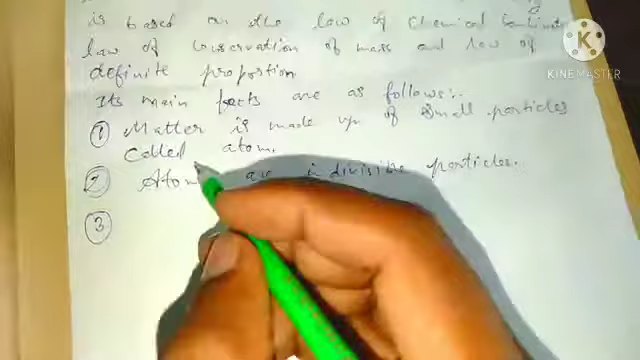 is based on the law of Chemical Combination
law of conservation of mass and law of
definite proportion.
Its main facts are as follows:-
① Matter is made up of small particles
Called atom.
② Atoms are indivisible particles.
③
KINEMASTER